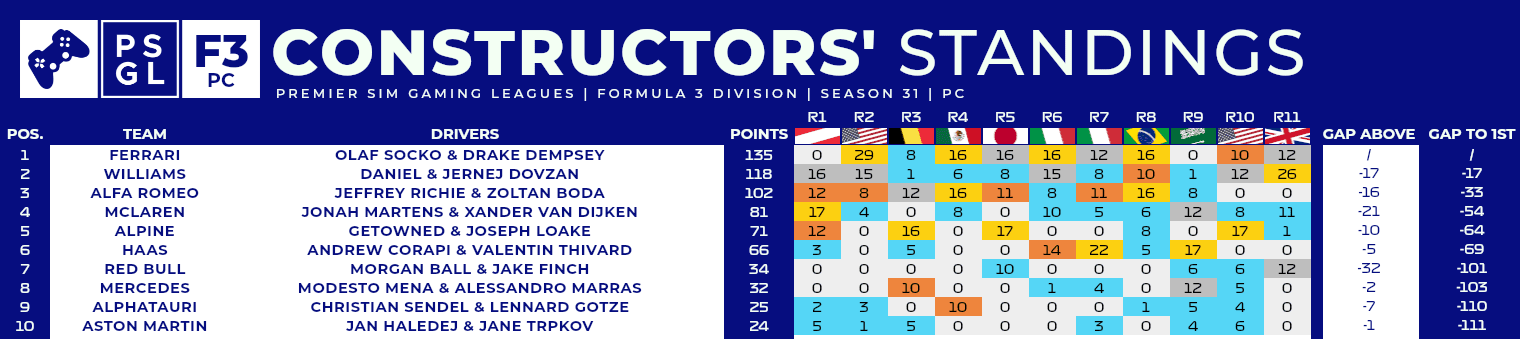 PS GL F3 PC CONSTRUCTORS' STANDINGS
PREMIER SIM GAMING LEAGUES | FORMULA 3 DIVISION | SEASON 31 | PC
R1 R2 R3 R4 R5 R6 R7 R8 R9 R10 R11
POS. TEAM DRIVERS POINTS GAP ABOVE GAP TO 1ST
1 FERRARI OLAF SOCKO & DRAKE DEMPSEY 135 0 29 8 16 16 16 12 16 0 10 12 / /
2 WILLIAMS DANIEL & JERNEJ DOVZAN 118 16 15 1 6 8 15 8 10 1 12 26 -17 -17
3 ALFA ROMEO JEFFREY RICHIE & ZOLTAN BODA 102 12 8 12 16 11 8 11 16 8 0 0 -16 -33
4 MCLAREN JONAH MARTENS & XANDER VAN DIJKEN 81 17 4 0 8 0 10 5 6 12 8 11 -21 -54
5 ALPINE GETOWNED & JOSEPH LOAKE 71 12 0 16 0 17 0 0 8 0 17 1 -10 -64
6 HAAS ANDREW CORAPI & VALENTIN THIVARD 66 3 0 5 0 0 14 22 5 17 0 0 -5 -69
7 RED BULL MORGAN BALL & JAKE FINCH 34 0 0 0 0 10 0 0 0 6 6 12 -32 -101
8 MERCEDES MODESTO MENA & ALESSANDRO MARRAS 32 0 0 10 0 0 1 4 0 12 5 0 -2 -103
9 ALPHATAURI CHRISTIAN SENDEL & LENNARD GOTZE 25 2 3 0 10 0 0 0 1 5 4 0 -7 -110
10 ASTON MARTIN JAN HALEDEJ & JANE TRPKOV 24 5 1 5 0 0 0 3 0 4 6 0 -1 -111